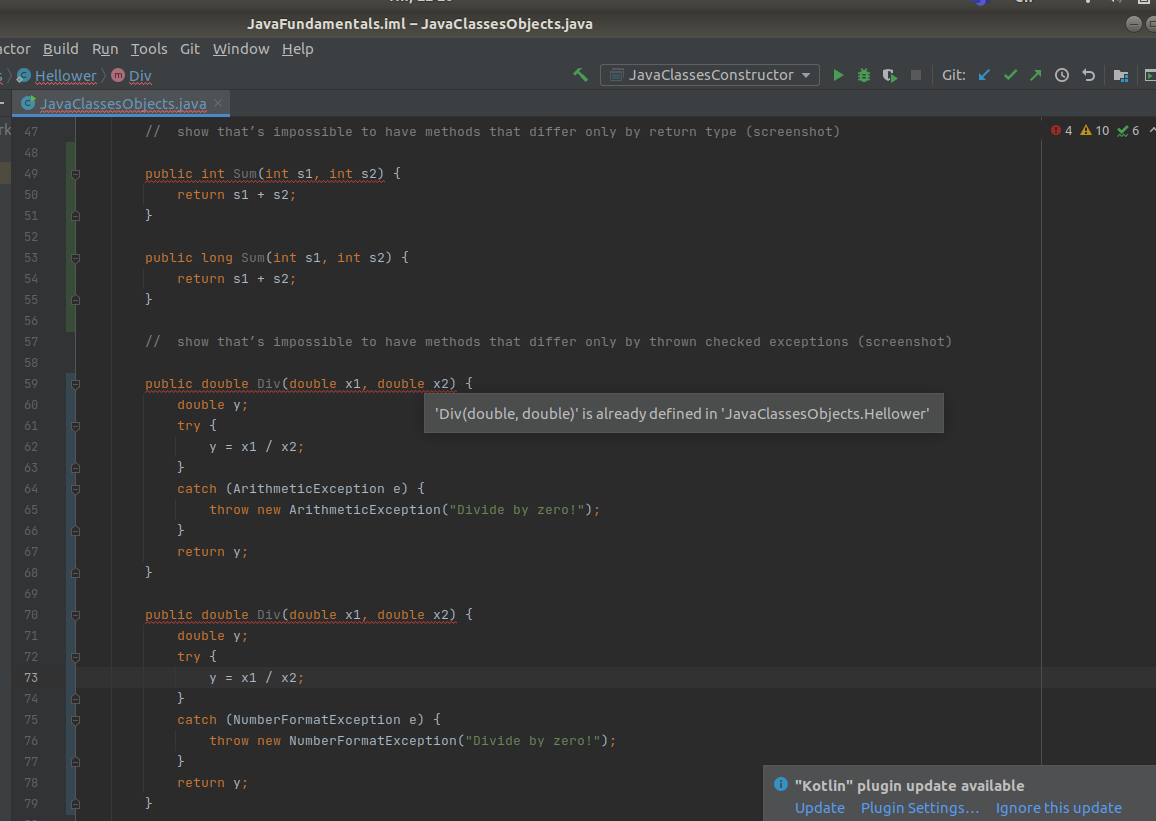 JavaFundamentals.iml – JavaClassesObjects.java
actor Build Run Tools Git Window Help
Hellower Div JavaClassesConstructor Git:
JavaClassesObjects.java
4 10 6
47 // show that's impossible to have methods that differ only by return type (screenshot)
48
49 public int Sum(int s1, int s2) {
50 return s1 + s2;
51 }
52
53 public long Sum(int s1, int s2) {
54 return s1 + s2;
55 }
56
57 // show that's impossible to have methods that differ only by thrown checked exceptions (screenshot)
58
59 public double Div(double x1, double x2) {
'Div(double, double)' is already defined in 'JavaClassesObjects.Hellower'
60 double y;
61 try {
62 y = x1 / x2;
63 }
64 catch (ArithmeticException e) {
65 throw new ArithmeticException("Divide by zero!");
66 }
67 return y;
68 }
69
70 public double Div(double x1, double x2) {
71 double y;
72 try {
73 y = x1 / x2;
74 }
75 catch (NumberFormatException e) {
76 throw new NumberFormatException("Divide by zero!");
77 }
78 return y;
79 }
"Kotlin" plugin update available
Update Plugin Settings... Ignore this update